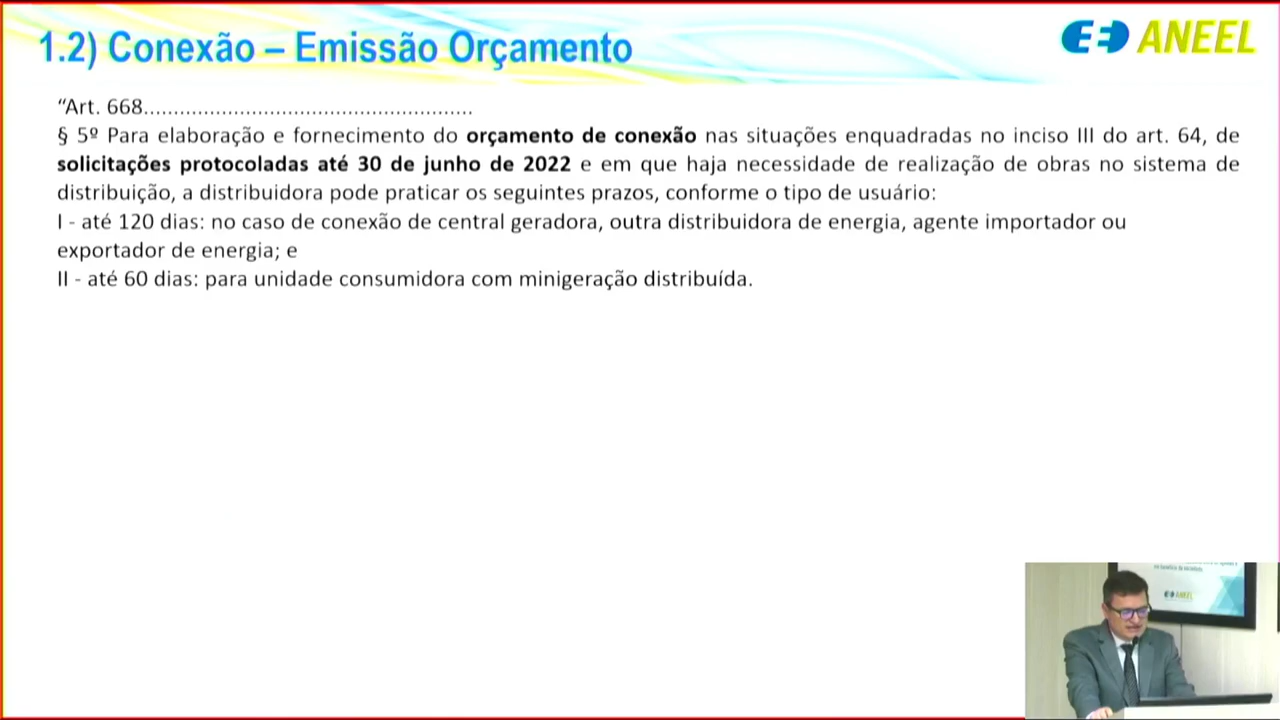 1.2) Conexão – Emissão Orçamento
ANEEL
“Art. 668.......................................................
§ 5º Para elaboração e fornecimento do orçamento de conexão nas situações enquadradas no inciso III do art. 64, de
solicitações protocoladas até 30 de junho de 2022 e em que haja necessidade de realização de obras no sistema de
distribuição, a distribuidora pode praticar os seguintes prazos, conforme o tipo de usuário:
I - até 120 dias: no caso de conexão de central geradora, outra distribuidora de energia, agente importador ou
exportador de energia; e
II - até 60 dias: para unidade consumidora com minigeração distribuída.
ANEEL